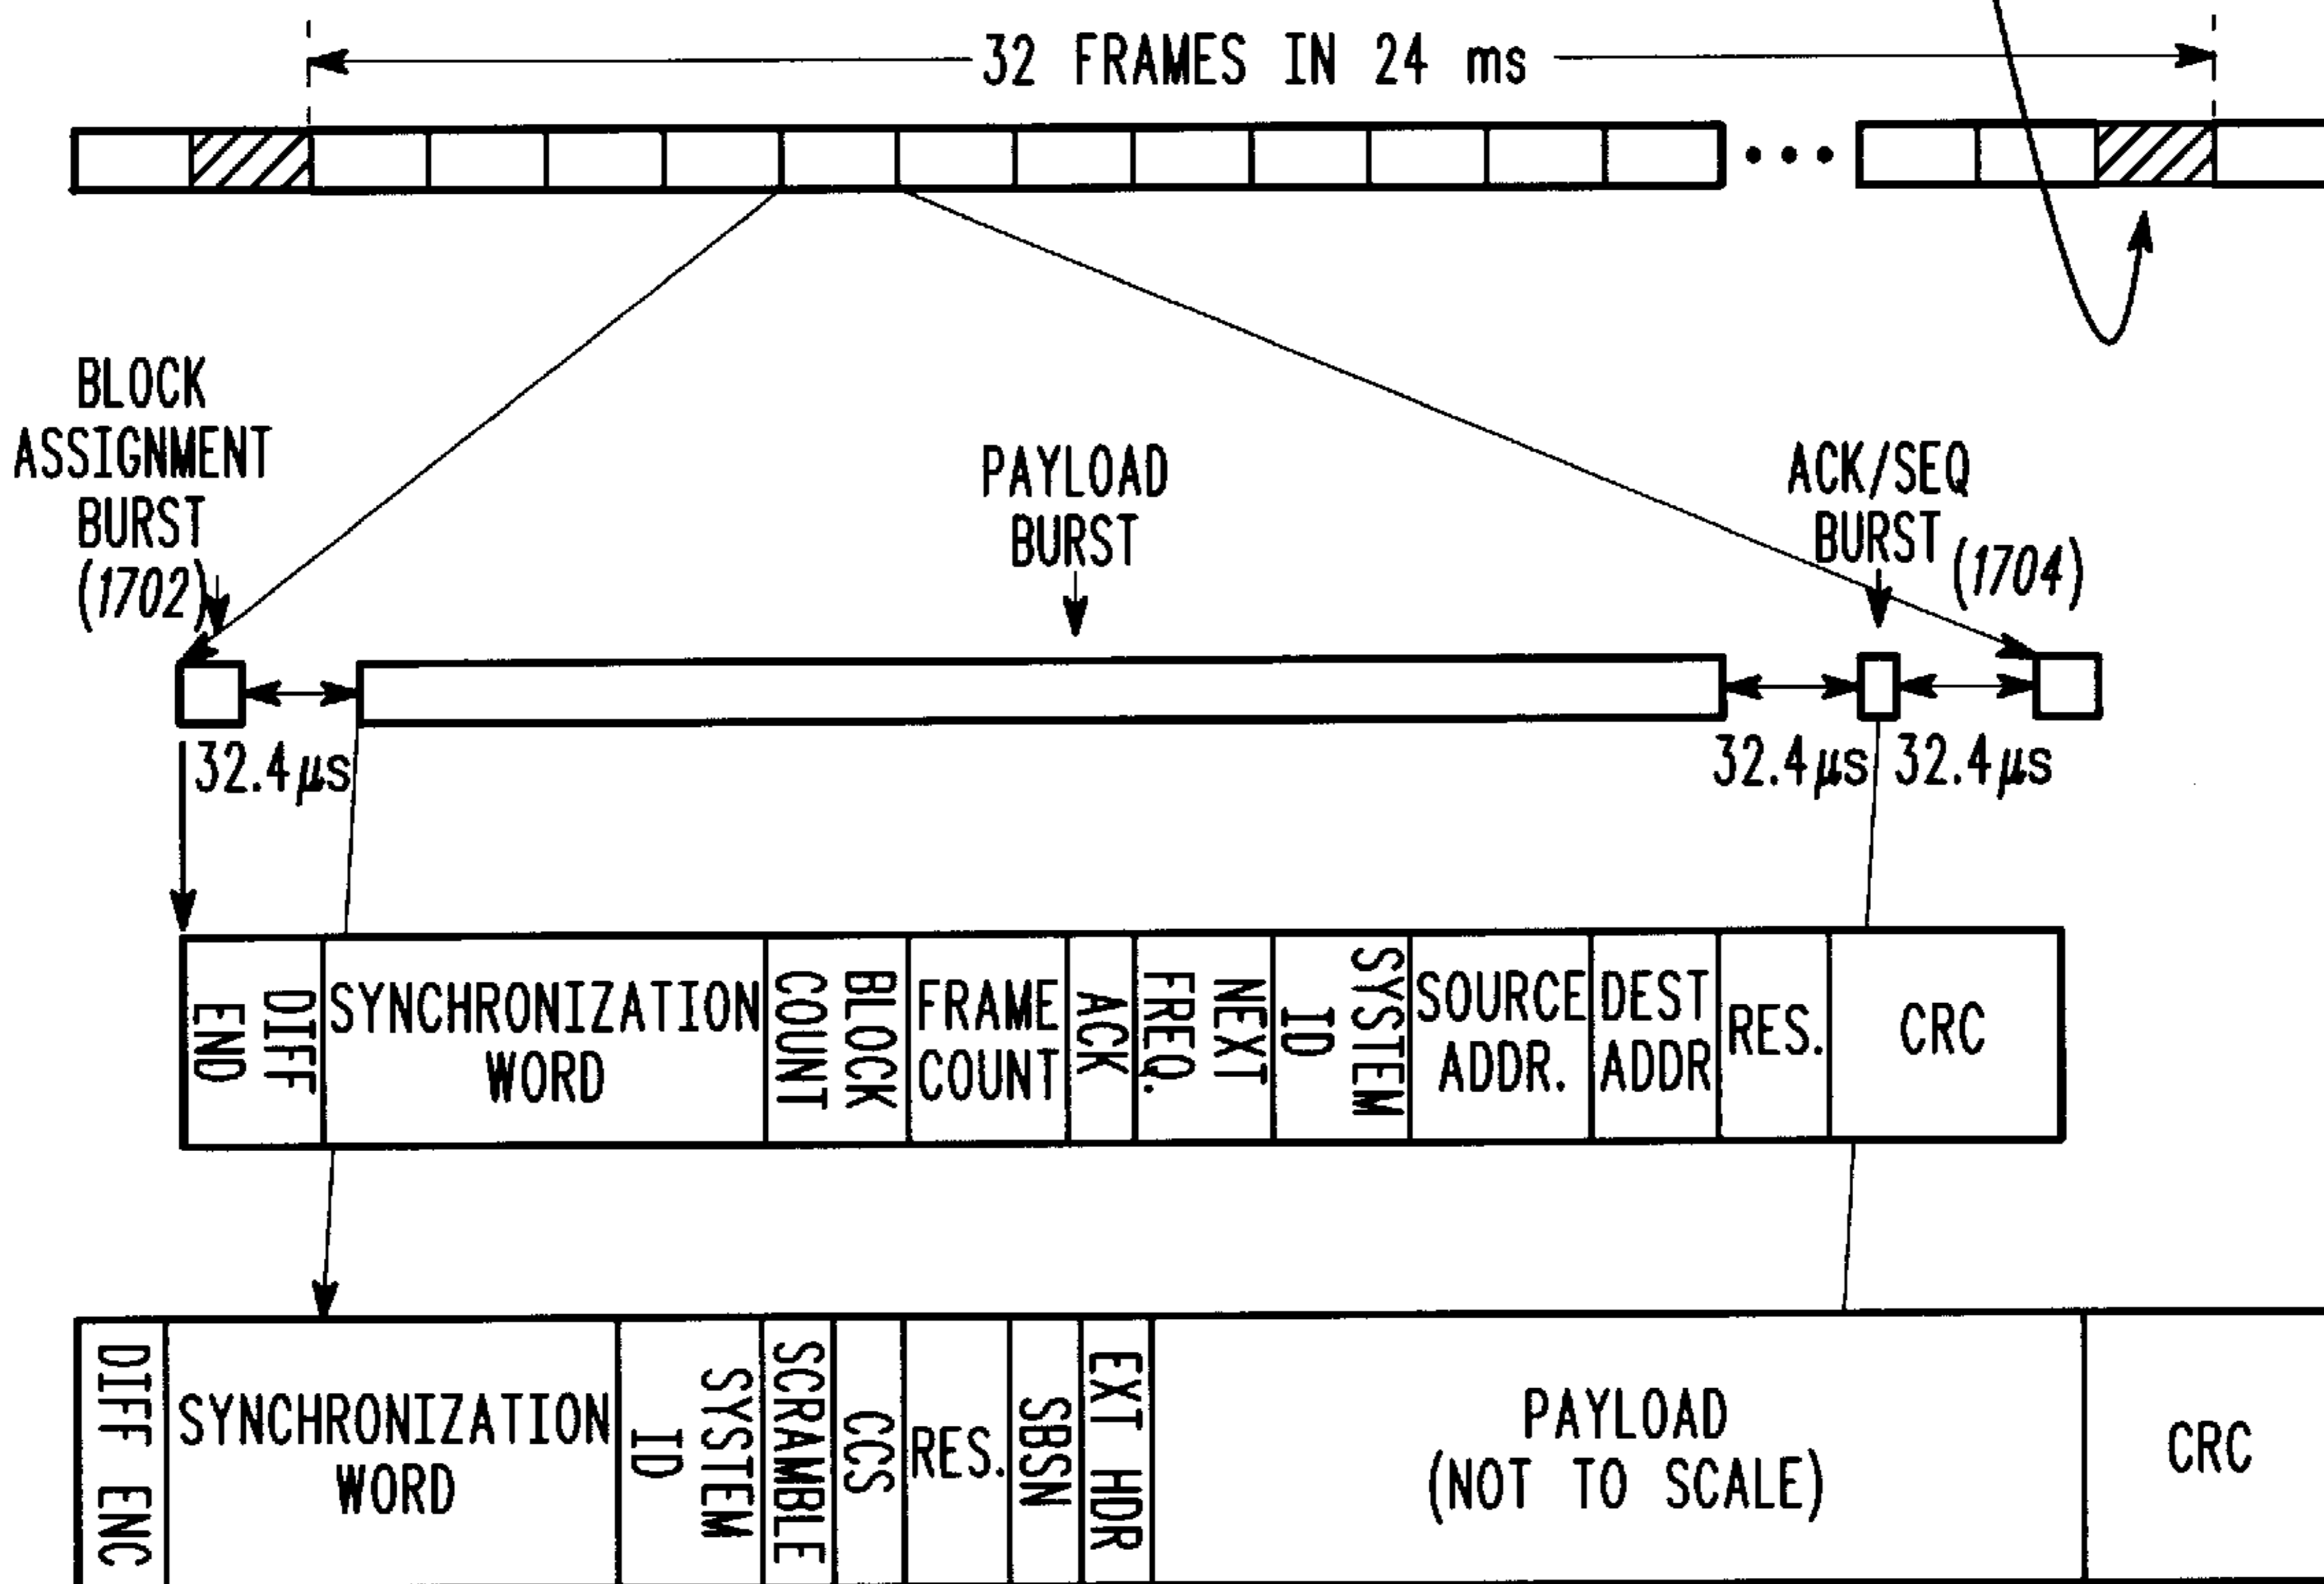 32 FRAMES IN 24 ms
BLOCK
ASSIGNMENT
BURST
(1702)
PAYLOAD
BURST
ACK/SEQ
BURST
(1704)
32.4µs
32.4µs
32.4µs
DIFF
END
SYNCHRONIZATION
WORD
BLOCK
COUNT
FRAME
COUNT
ACK
NEXT
FREQ.
SYSTEM
ID
SOURCE
ADDR.
DEST
ADDR
RES.
CRC
DIFF ENC
SYNCHRONIZATION
WORD
SYSTEM
ID
SCRAMBLE
CCS
RES.
SBSN
EXT HDR
PAYLOAD
(NOT TO SCALE)
CRC